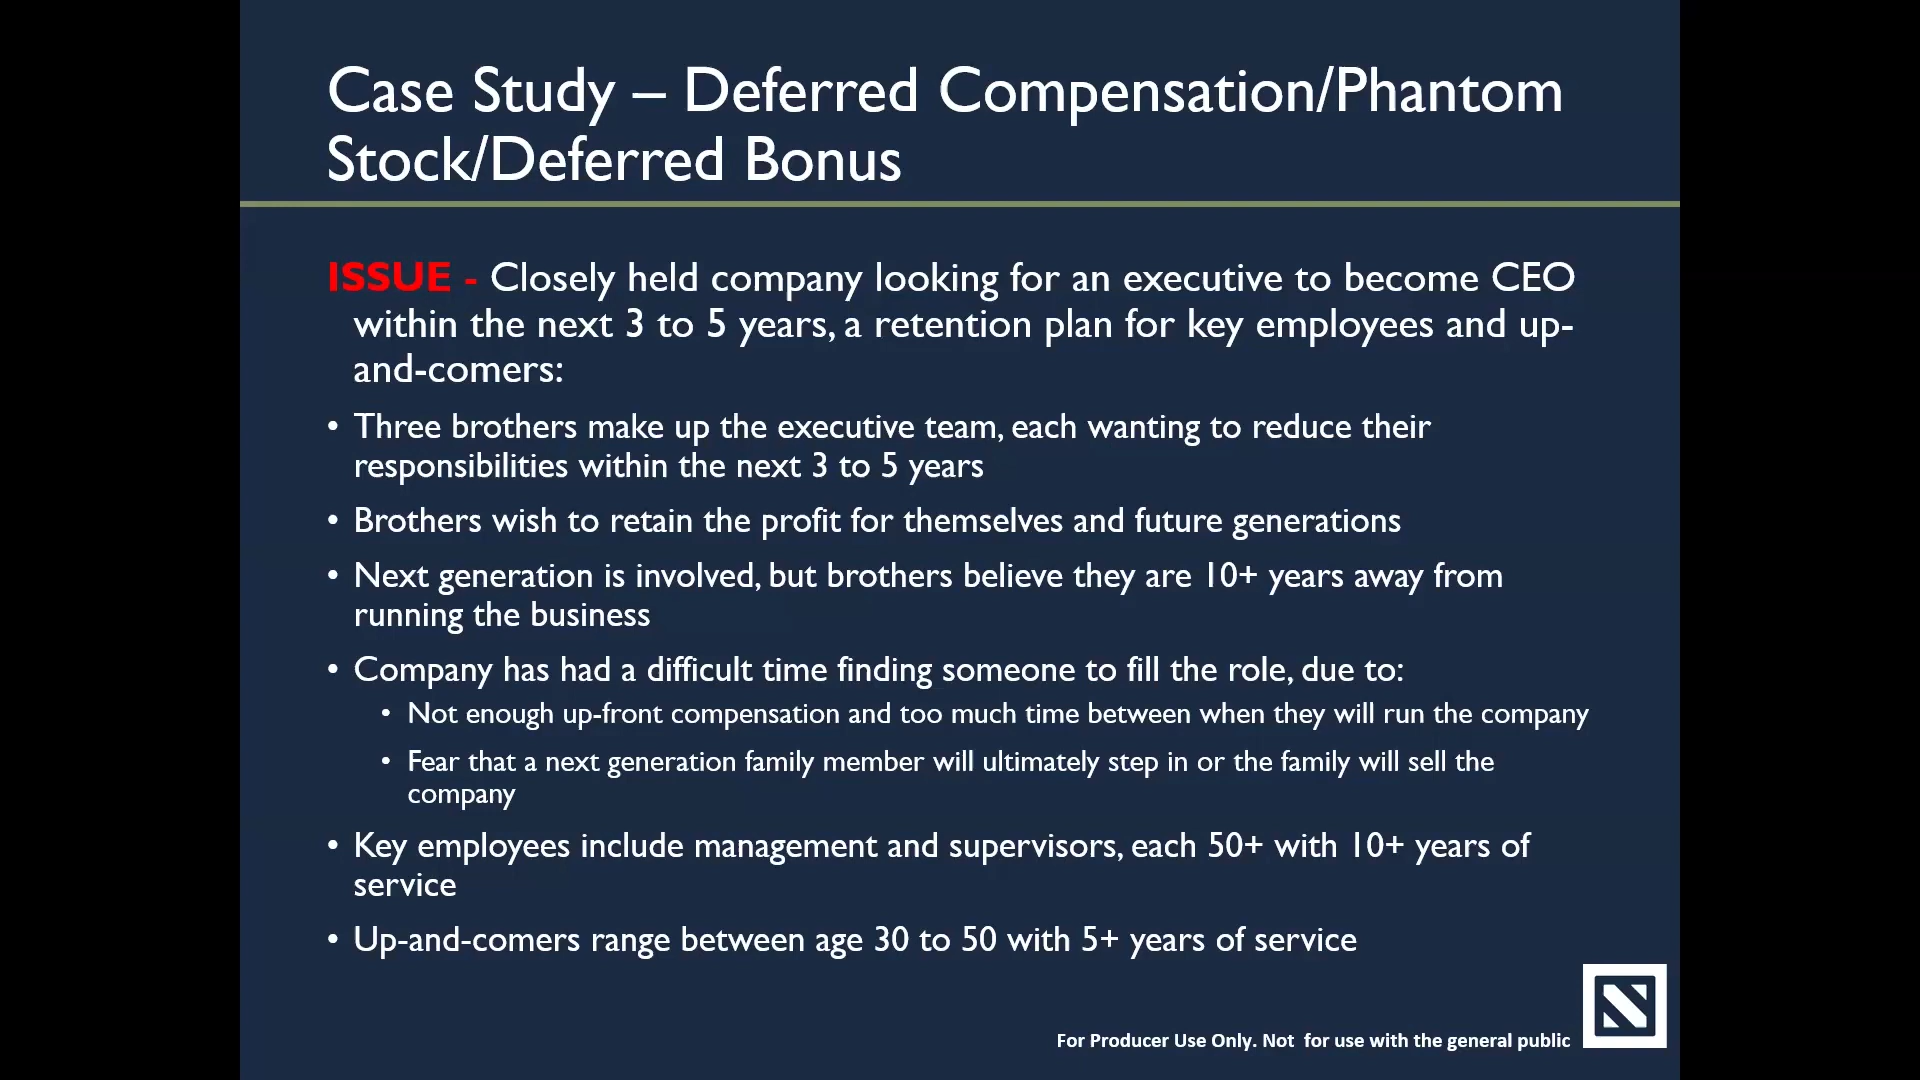 Case Study – Deferred Compensation/Phantom
Stock/Deferred Bonus
ISSUE - Closely held company looking for an executive to become CEO
within the next 3 to 5 years, a retention plan for key employees and up-
and-comers:
• Three brothers make up the executive team, each wanting to reduce their
responsibilities within the next 3 to 5 years
• Brothers wish to retain the profit for themselves and future generations
• Next generation is involved, but brothers believe they are 10+ years away from
running the business
• Company has had a difficult time finding someone to fill the role, due to:
• Not enough up-front compensation and too much time between when they will run the company
• Fear that a next generation family member will ultimately step in or the family will sell the
company
• Key employees include management and supervisors, each 50+ with 10+ years of
service
• Up-and-comers range between age 30 to 50 with 5+ years of service
For Producer Use Only. Not  for use with the general public